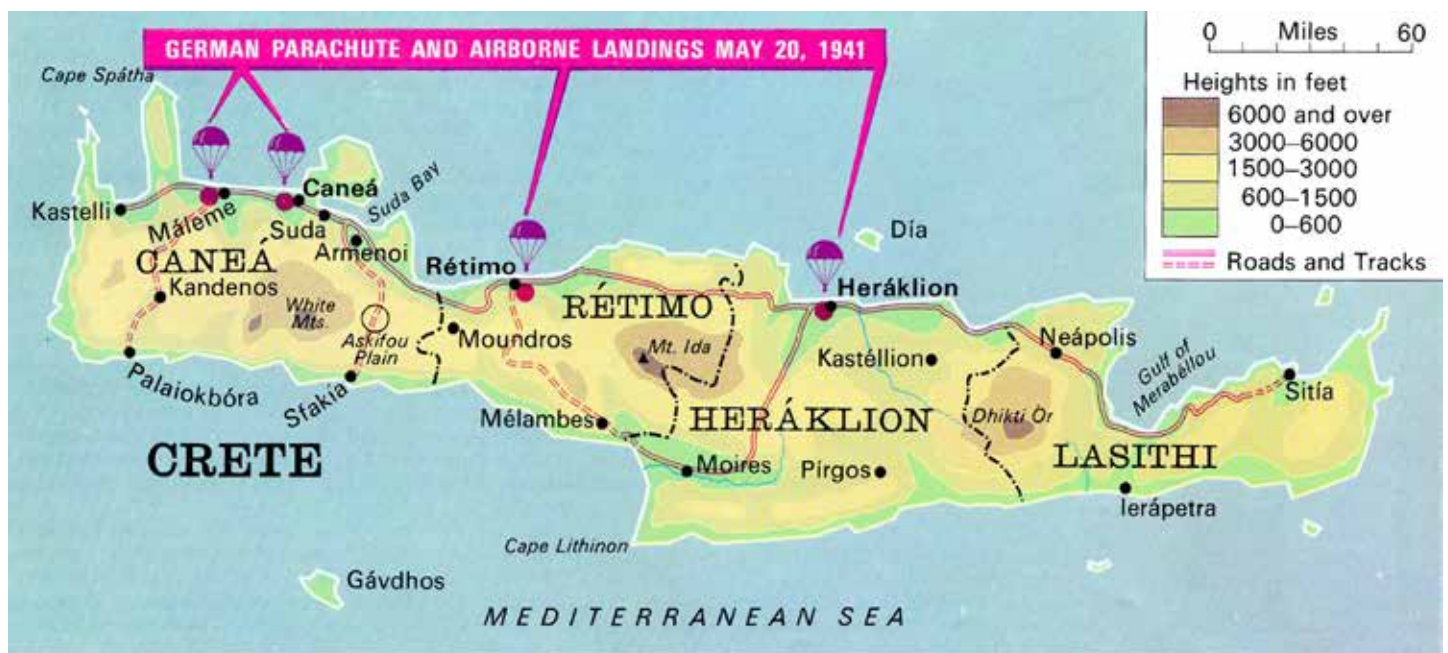 GERMAN PARACHUTE AND AIRBORNE LANDINGS MAY 20, 1941
0 Miles 60
Heights in feet
6000 and over
3000–6000
1500–3000
600–1500
0–600
Roads and Tracks
Cape Spátha
Kastelli
Máleme
Caneá
Suda
Suda Bay
Armenoi
CANEÁ
Kandenos
White
Mts.
Askifou
Plain
Palaiokbóra
Sfakia
CRETE
Rétimo
Moundros
RÉTIMO
Mt. Ida
Mélambes
Moires
Día
Heráklion
Kastéllion
HERÁKLION
Pirgos
Cape Lithinon
Neápolis
Gulf of
Merabéllou
Sitía
Dhikti Òr
LASITHI
Ierápetra
Gávdhos
MEDITERRANEAN SEA